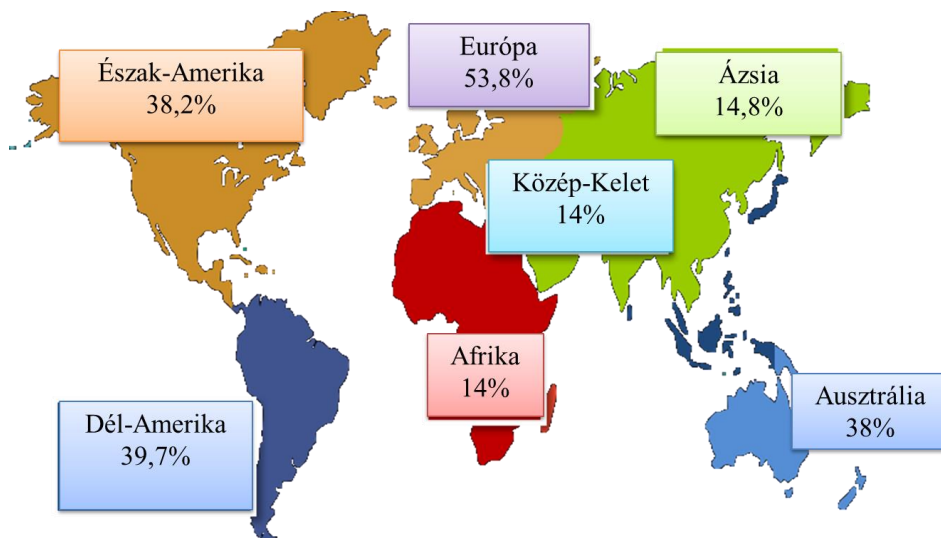 Észak-Amerika
38,2%
Európa
53,8%
Ázsia
14,8%
Közép-Kelet
14%
Afrika
14%
Dél-Amerika
39,7%
Ausztrália
38%